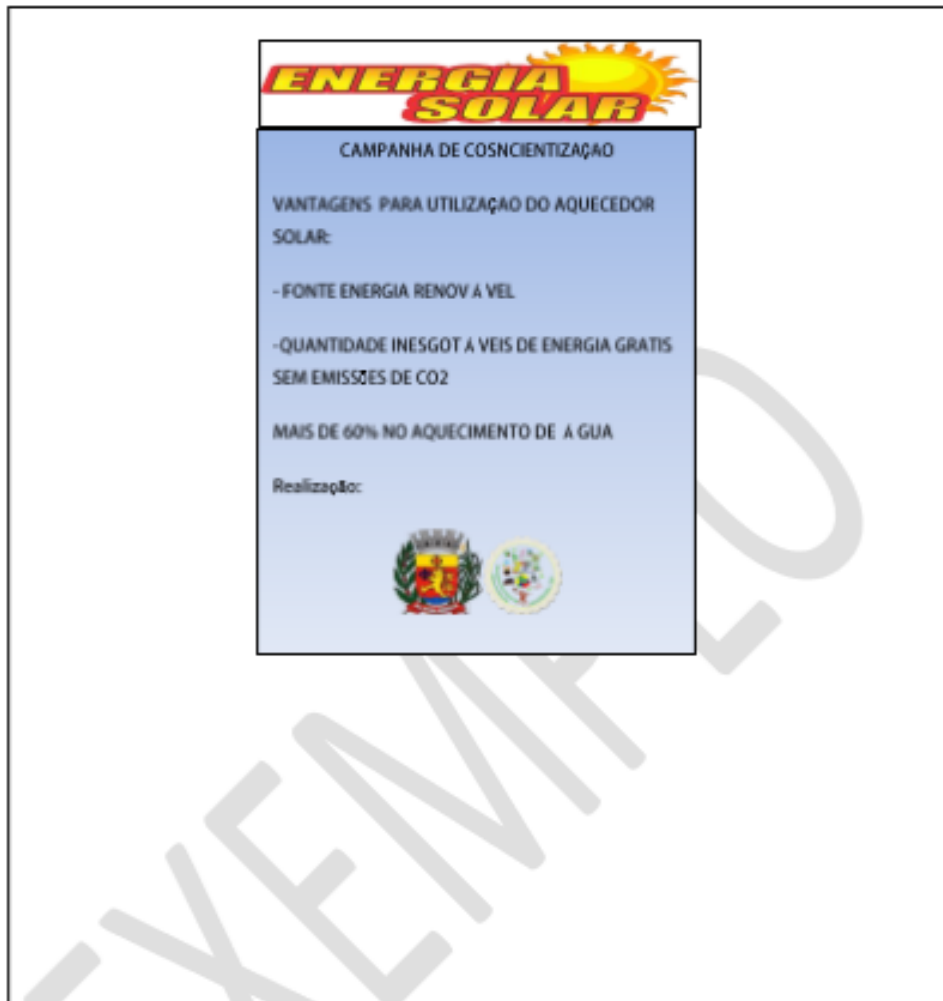 ENERGIA
SOLAR
CAMPANHA DE COSNCIENTIZAÇAO
VANTAGENS PARA UTILIZAÇAO DO AQUECEDOR
SOLAR:
- FONTE ENERGIA RENOV A VEL
-QUANTIDADE INESGOT A VEIS DE ENERGIA GRATIS
SEM EMISSÕES DE CO2
MAIS DE 60% NO AQUECIMENTO DE A GUA
Realização:
EXEMPLO